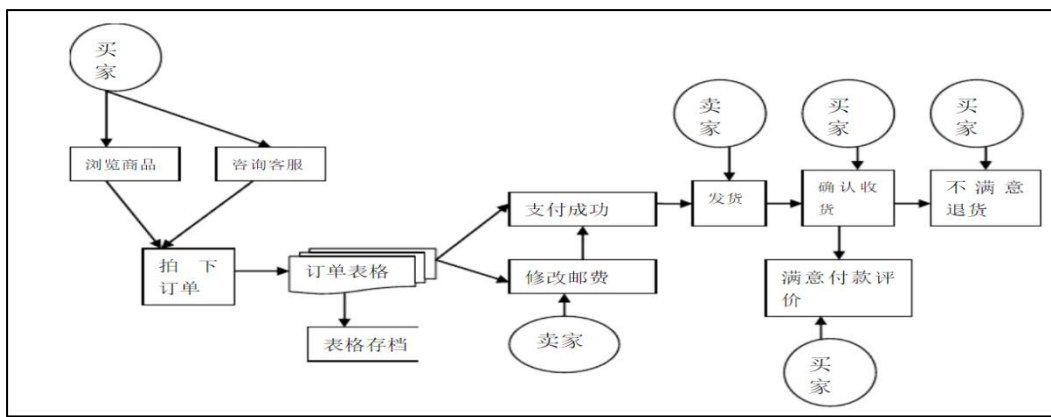 买
家
卖
家
买
家
买
家
浏览商品
咨询客服
支付成功
发货
确认收
货
不满意
退货
拍下
订单
订单表格
修改邮费
满意付款评
价
表格存档
卖家
买
家